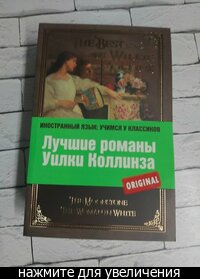 The Best
ИНОСТРАННЫЙ ЯЗЫК: УЧИМСЯ У КЛАССИКОВ
Лучшие романы
Уилки Коллинза
ORIGINAL
The Moonstone
The Woman in White
нажмите для увеличения